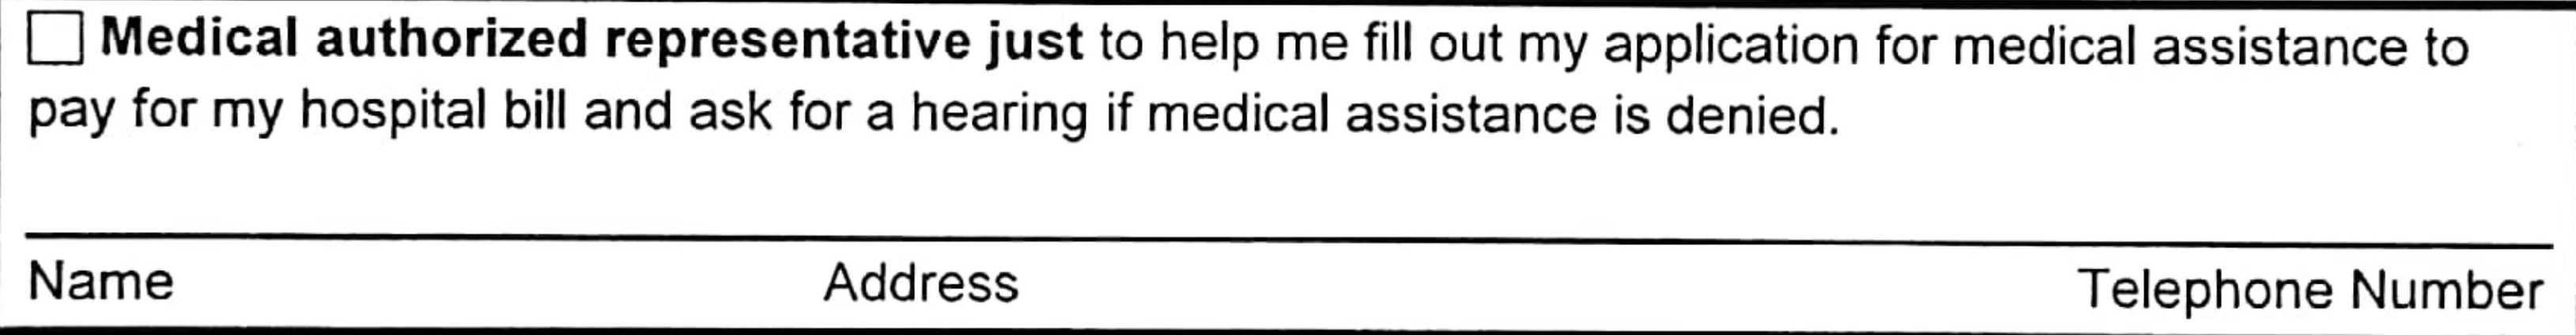 Medical authorized representative just to help me fill out my application for medical assistance to
pay for my hospital bill and ask for a hearing if medical assistance is denied.
Name Address Telephone Number